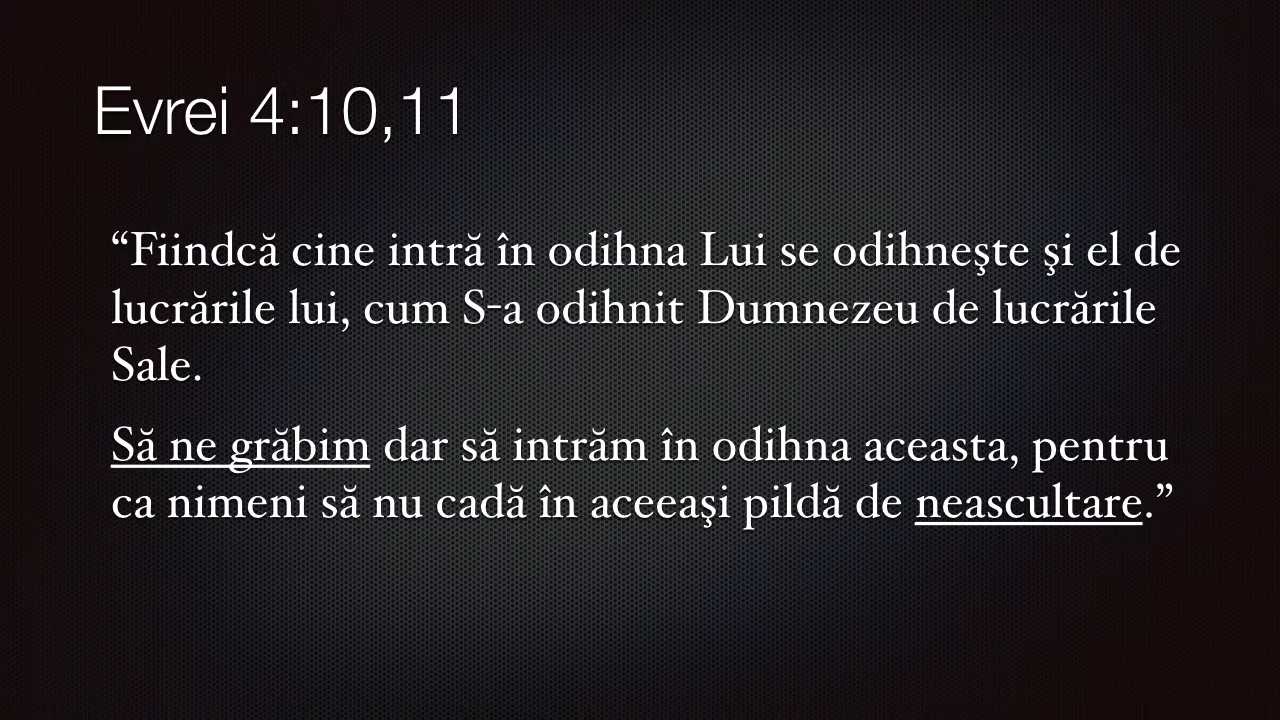 Evrei 4:10,11
“Fiindcă cine intră în odihna Lui se odihneşte şi el de
lucrările lui, cum S-a odihnit Dumnezeu de lucrările
Sale.
Să ne grăbim dar să intrăm în odihna aceasta, pentru
ca nimeni să nu cadă în aceeaşi pildă de neascultare.”